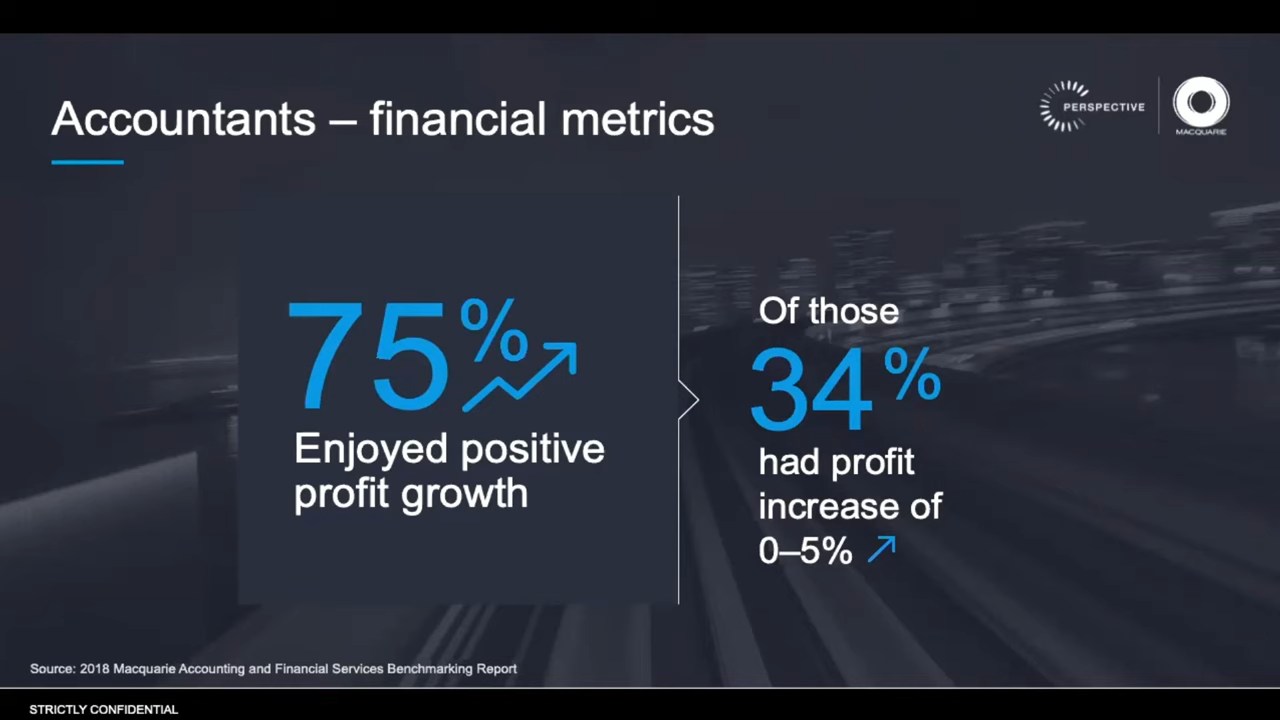 Accountants – financial metrics
PERSPECTIVE
MACQUARIE
75%
Enjoyed positive
profit growth
Of those
34%
had profit
increase of
0–5%
Source: 2018 Macquarie Accounting and Financial Services Benchmarking Report
STRICTLY CONFIDENTIAL